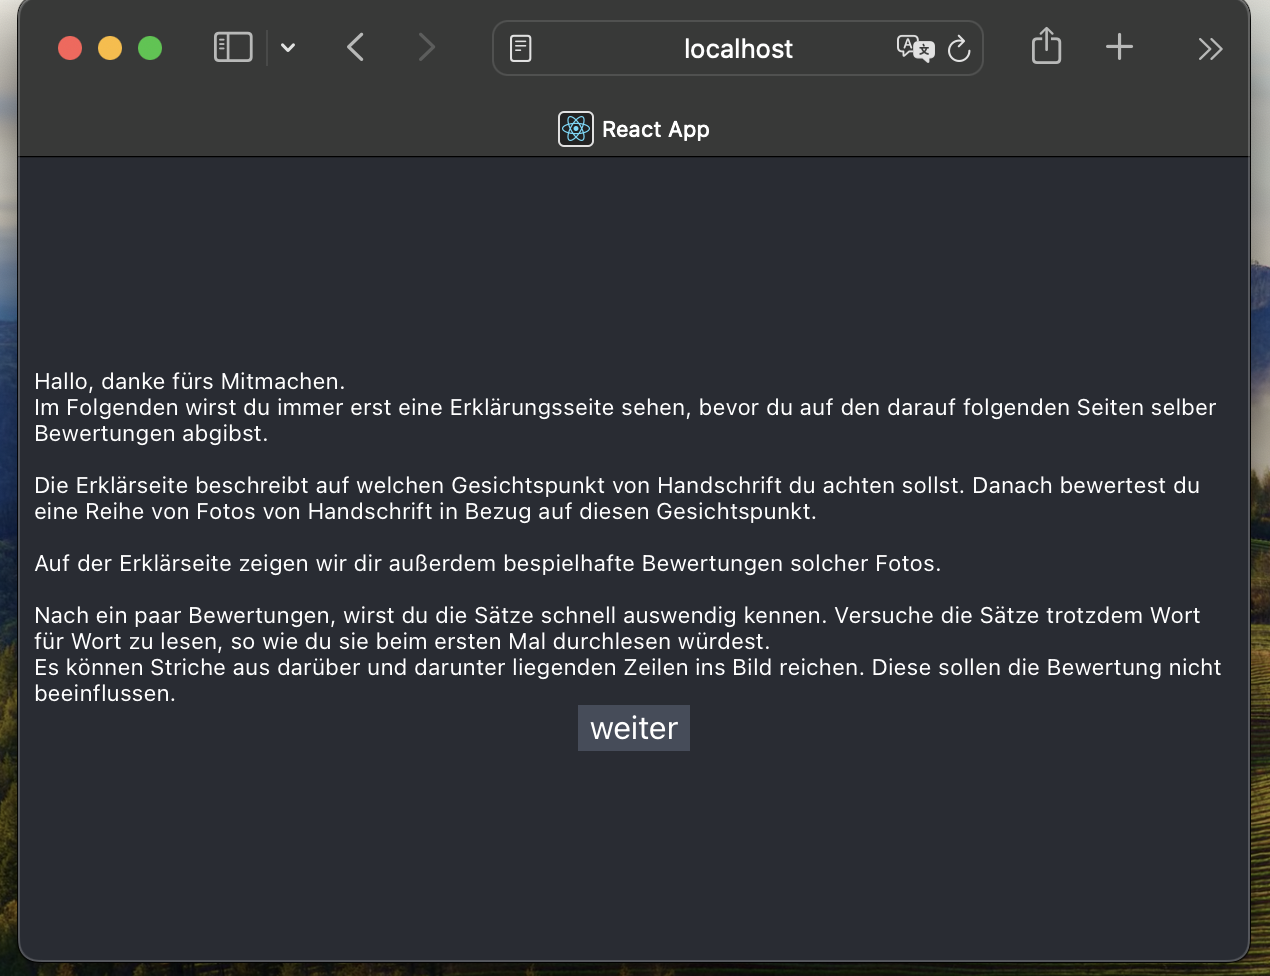 localhost
React App
Hallo, danke fürs Mitmachen.
Im Folgenden wirst du immer erst eine Erklärungsseite sehen, bevor du auf den darauf folgenden Seiten selber
Bewertungen abgibst.
Die Erklärseite beschreibt auf welchen Gesichtspunkt von Handschrift du achten sollst. Danach bewertest du
eine Reihe von Fotos von Handschrift in Bezug auf diesen Gesichtspunkt.
Auf der Erklärseite zeigen wir dir außerdem bespielhafte Bewertungen solcher Fotos.
Nach ein paar Bewertungen, wirst du die Sätze schnell auswendig kennen. Versuche die Sätze trotzdem Wort
für Wort zu lesen, so wie du sie beim ersten Mal durchlesen würdest.
Es können Striche aus darüber und darunter liegenden Zeilen ins Bild reichen. Diese sollen die Bewertung nicht
beeinflussen.
weiter